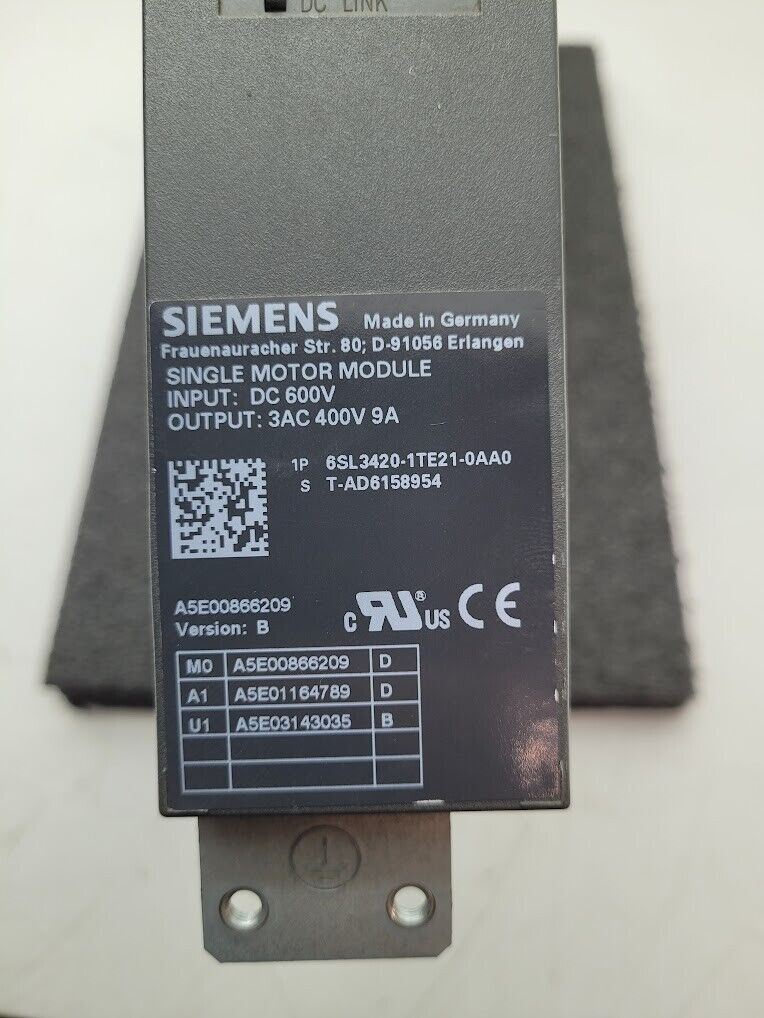 DC LINK
SIEMENS Made in Germany
Frauenauracher Str. 80; D-91056 Erlangen
SINGLE MOTOR MODULE
INPUT: DC 600V
OUTPUT: 3AC 400V 9A
1P 6SL3420-1TE21-0AA0
S T-AD6158954
A5E00866209
Version: B
c RU® US CE
M0 A5E00866209 D
A1 A5E01164789 D
U1 A5E03143035 B